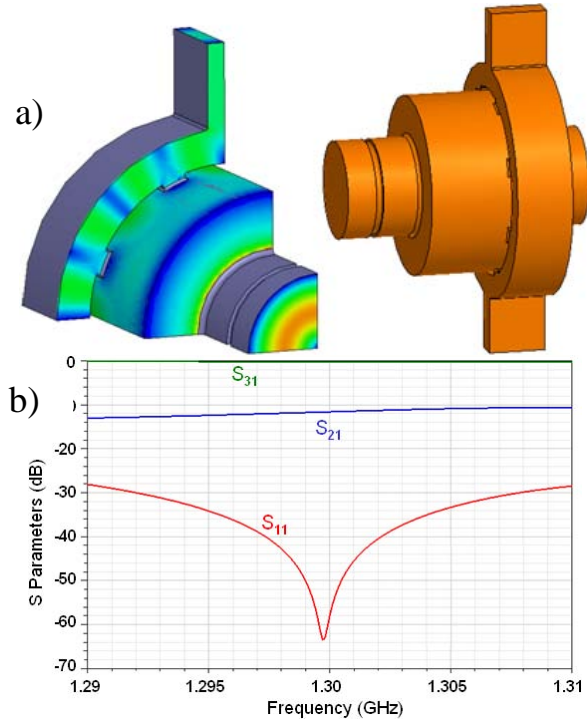 a)
b)
0
)
-20
-30
-40
-50
-60
-70
S Parameters (dB)
S31
S21
S11
1.29
1.295
1.30
1.305
1.31
Frequency (GHz)